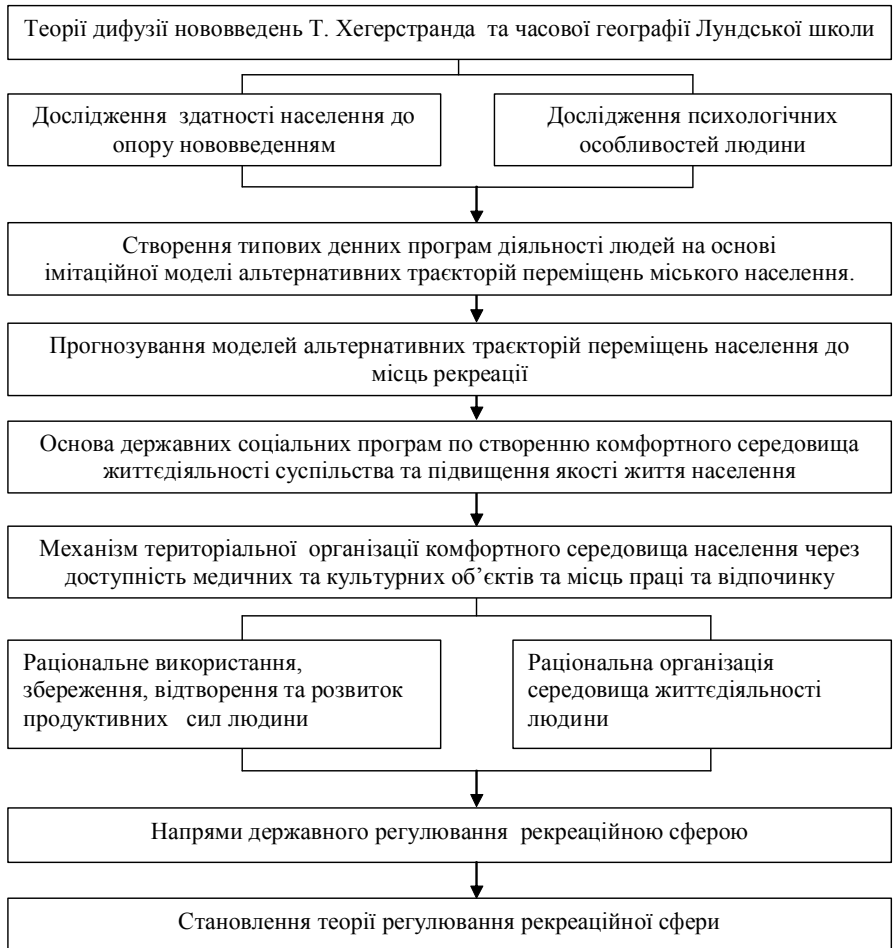 Теорії дифузії нововведень Т. Хегерстранда та часової географії Лундської школи
Дослідження здатності населення до
опору нововведенням
Дослідження психологічних
особливостей людини
Створення типових денних програм діяльності людей на основі
імітаційної моделі альтернативних траєкторій переміщень міського населення.
Прогнозування моделей альтернативних траєкторій переміщень населення до
місць рекреації
Основа державних соціальних програм по створенню комфортного середовища
життєдіяльності суспільства та підвищення якості життя населення
Механізм територіальної організації комфортного середовища населення через
доступність медичних та культурних об’єктів та місць праці та відпочинку
Раціональне використання,
збереження, відтворення та розвиток
продуктивних сил людини
Раціональна організація
середовища життєдіяльності
людини
Напрями державного регулювання рекреаційною сферою
Становлення теорії регулювання рекреаційної сфери